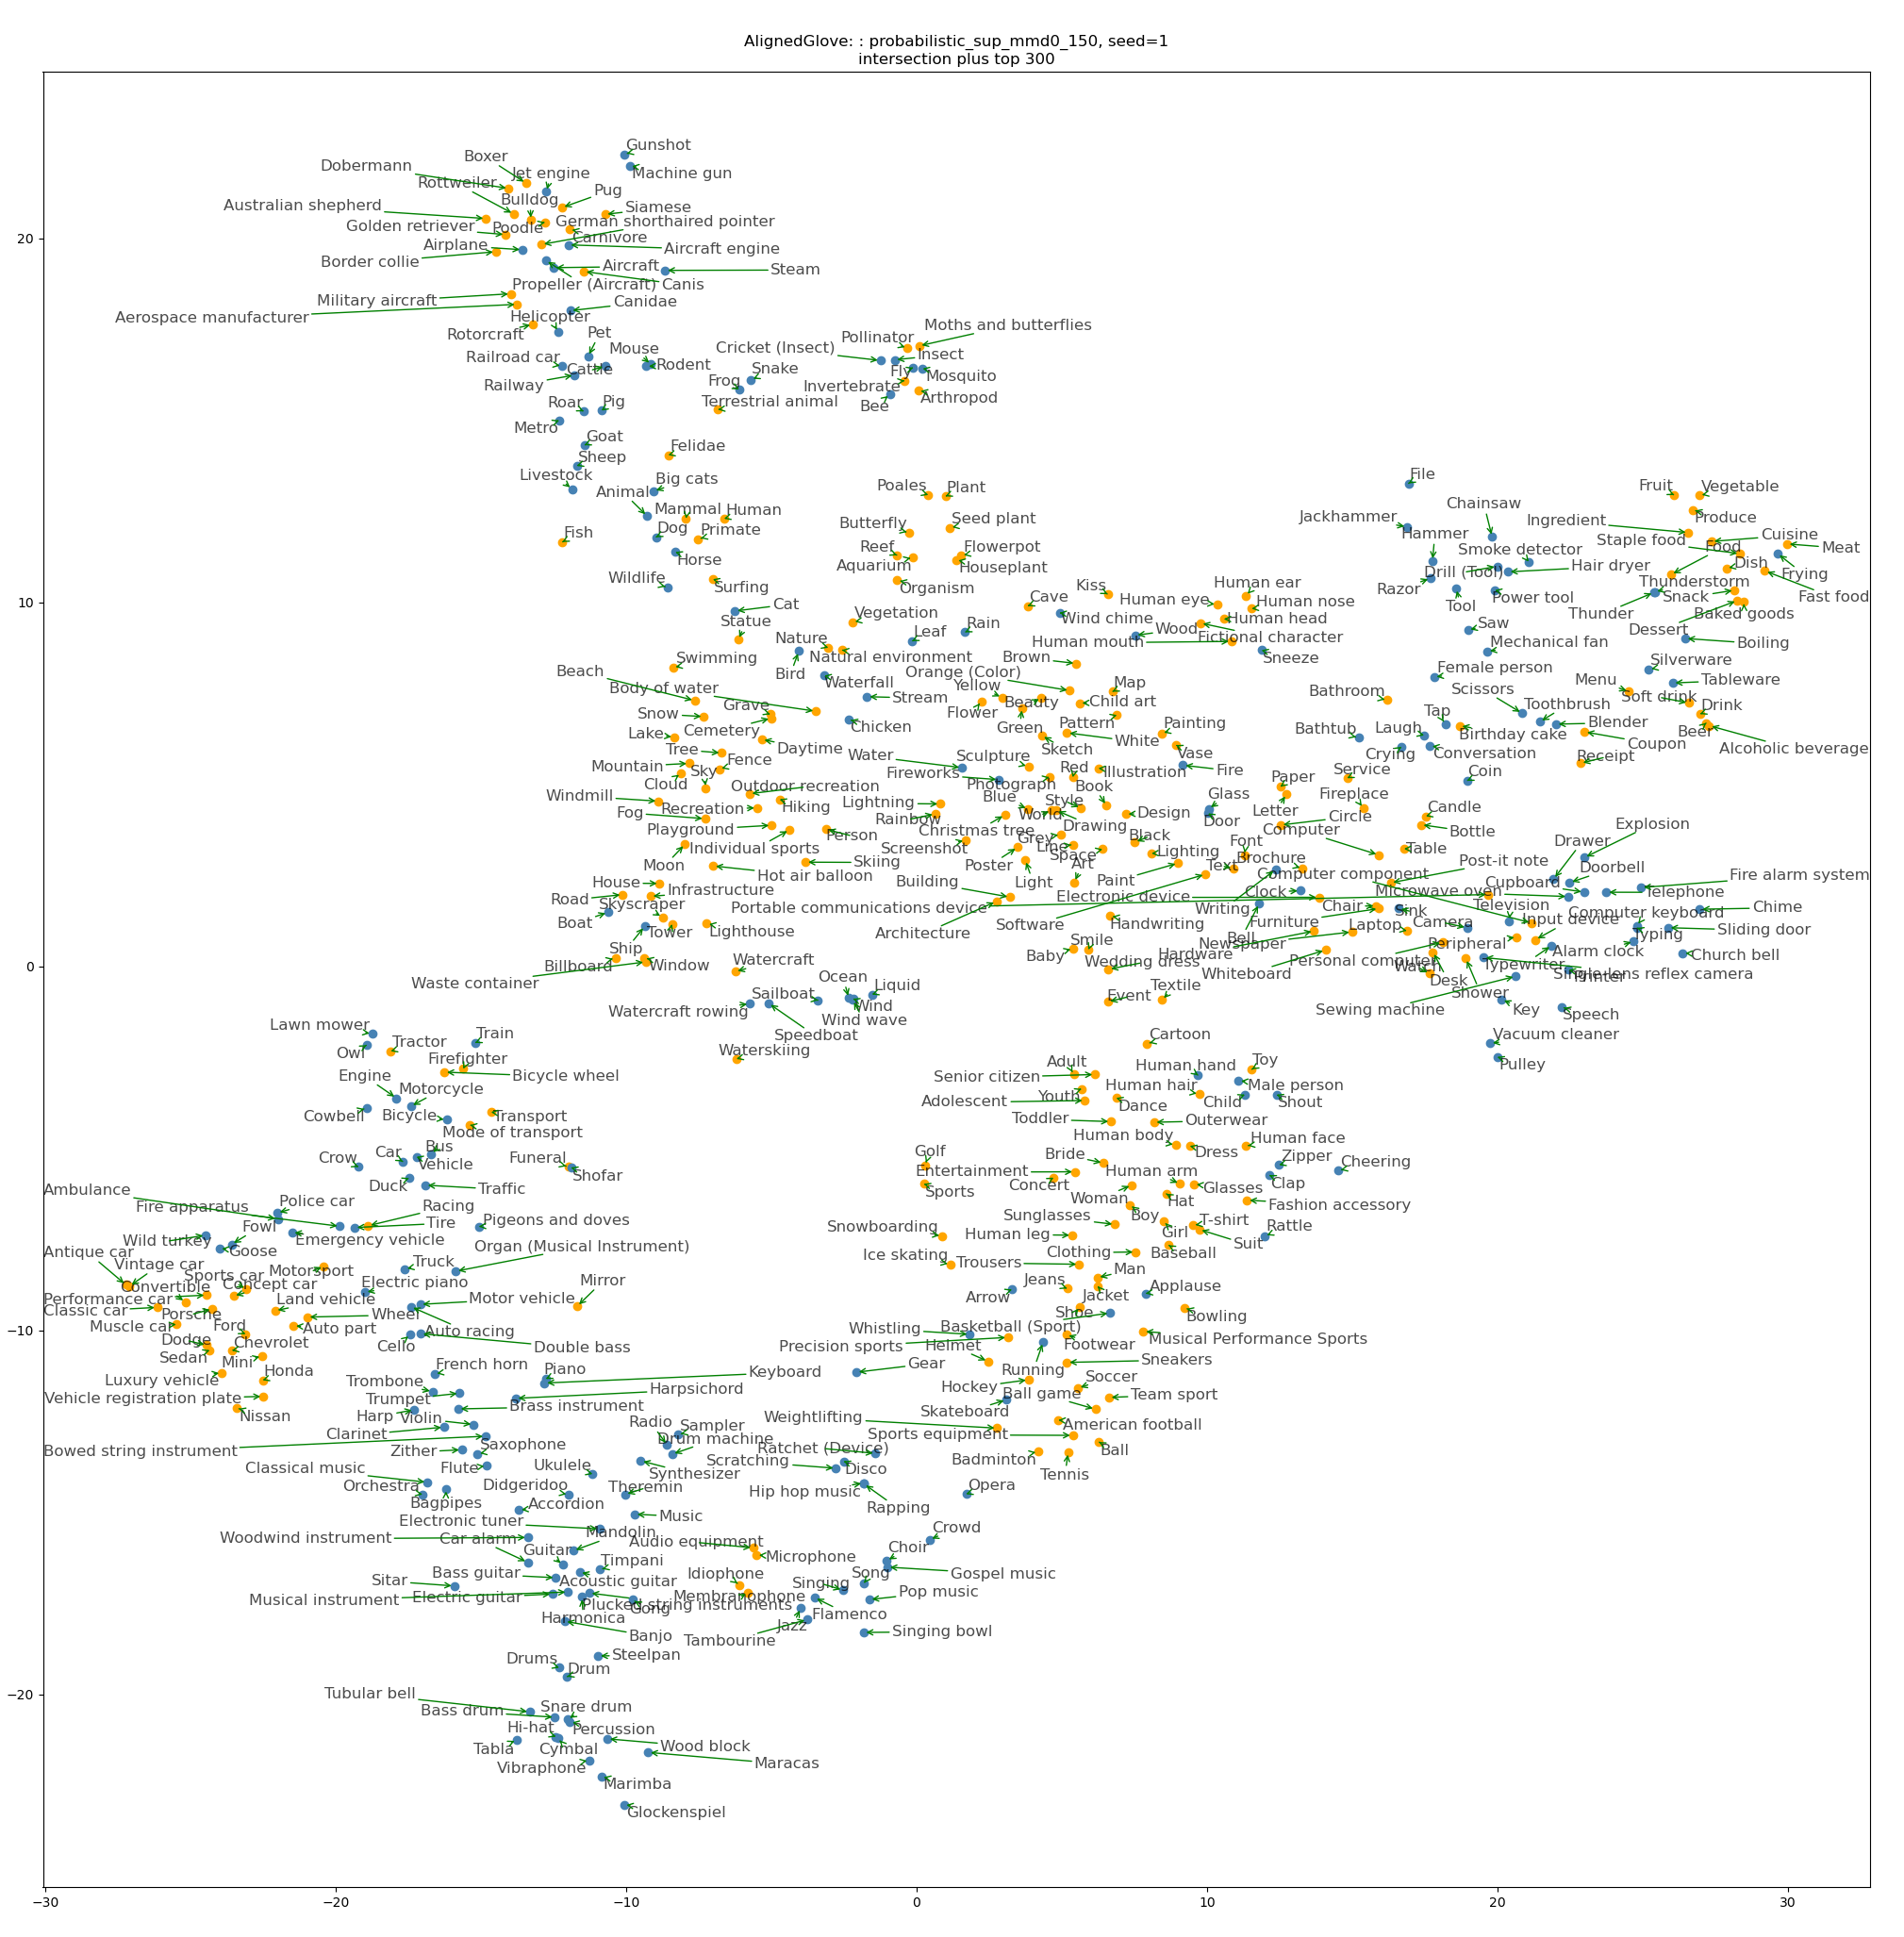 AlignedGlove: : probabilistic_sup_mmd0_150, seed=1
intersection plus top 300
Gunshot
Boxer
Dobermann
Jet engine
Machine gun
Rottweiler
Pug
Bulldog
Australian shepherd
Siamese
German shorthaired pointer
Golden retriever
Poodle
Carnivore
20
Airplane
Aircraft engine
Border collie
Aircraft
Steam
Propeller (Aircraft)
Canis
Military aircraft
Canidae
Aerospace manufacturer
Helicopter
Moths and butterflies
Rotorcraft
Pet
Pollinator
Mouse
Cricket (Insect)
Insect
Railroad car
Rodent
Cattle
Snake
Fly
Mosquito
Railway
Frog
Invertebrate
Arthropod
Roar
Pig
Terrestrial animal
Bee
Metro
Goat
Felidae
Sheep
Livestock
Big cats
File
Animal
Poales
Plant
Fruit
Vegetable
Mammal
Human
Chainsaw
Jackhammer
Produce
Butterfly
Seed plant
Ingredient
Fish
Dog
Primate
Hammer
Cuisine
Staple food
Reef
Flowerpot
Smoke detector
Food
Meat
Horse
Aquarium
Houseplant
Drill (Tool)
Hair dryer
Dish
Frying
Wildlife
Surfing
Organism
Kiss
Human ear
Razor
Thunderstorm
Power tool
Snack
Fast food
10
Cat
Cave
Human eye
Human nose
Tool
Thunder
Baked goods
Statue
Vegetation
Leaf
Rain
Wind chime
Wood
Human head
Saw
Dessert
Nature
Human mouth
Fictional character
Mechanical fan
Boiling
Swimming
Natural environment
Brown
Sneeze
Silverware
Beach
Bird
Orange (Color)
Female person
Tableware
Body of water
Waterfall
Yellow
Map
Bathroom
Scissors
Menu
Soft drink
Snow
Grave
Stream
Flower
Beauty
Child art
Toothbrush
Drink
Lake
Cemetery
Chicken
Green
Pattern
Painting
Bathtub
Laugh
Tap
Birthday cake
Blender
Beer
Tree
Fence
Daytime
Water
Sculpture
Sketch
White
Vase
Crying
Conversation
Coupon
Alcoholic beverage
Mountain
Sky
Fireworks
Photograph
Red
Illustration
Fire
Service
Receipt
Cloud
Outdoor recreation
Paper
Coin
Windmill
Recreation
Hiking
Lightning
Blue
Style
Book
Glass
Letter
Fireplace
Candle
Fog
Rainbow
World
Design
Door
Circle
Playground
Person
Christmas tree
Drawing
Computer
Bottle
Explosion
Individual sports
Screenshot
Grey
Line
Black
Font
Table
Drawer
Moon
Skiing
Poster
Space
Lighting
Brochure
Post-it note
Doorbell
Hot air balloon
Light
Art
Paint
Text
Computer component
Cupboard
Fire alarm system
House
Infrastructure
Building
Electronic device
Clock
Microwave oven
Telephone
Road
Skyscraper
Portable communications device
Writing
Chair
Sink
Television
Chime
Boat
Tower
Lighthouse
Architecture
Software
Handwriting
Furniture
Laptop
Camera
Input device
Computer keyboard
Sliding door
Ship
Smile
Bell
Newspaper
Peripheral
Typing
Baby
Hardware
Alarm clock
Church bell
0
Billboard
Window
Watercraft
Wedding dress
Whiteboard
Personal computer
Watch
Typewriter
Single-lens reflex camera
Printer
Waste container
Ocean
Liquid
Desk
Shower
Watercraft rowing
Sailboat
Wind
Event
Textile
Sewing machine
Key
Speech
Lawn mower
Wind wave
Speedboat
Vacuum cleaner
Owl
Tractor
Train
Waterskiing
Cartoon
Pulley
Firefighter
Adult
Human hand
Toy
Engine
Bicycle wheel
Senior citizen
Motorcycle
Youth
Human hair
Male person
Cowbell
Bicycle
Transport
Adolescent
Dance
Child
Shout
Mode of transport
Toddler
Outerwear
Car
Bus
Human body
Human face
Crow
Vehicle
Funeral
Golf
Bride
Dress
Zipper
Cheering
Duck
Traffic
Shofar
Entertainment
Human arm
Clap
Ambulance
Sports
Concert
Woman
Hat
Glasses
Fashion accessory
Fire apparatus
Police car
Racing
Sunglasses
Boy
T-shirt
Fowl
Tire
Pigeons and doves
Snowboarding
Human leg
Girl
Suit
Rattle
Wild turkey
Goose
Emergency vehicle
Antique car
Organ (Musical Instrument)
Ice skating
Clothing
Baseball
Vintage car
Truck
Trousers
Man
Sports car
Motorsport
Electric piano
Mirror
Jeans
Applause
Convertible
Concept car
Performance car
Land vehicle
Motor vehicle
Arrow
Jacket
Classic car
Porsche
Wheel
Shoe
Bowling
Muscle car
Ford
Auto part
Auto racing
Whistling
Basketball (Sport)
−10
Dodge
Chevrolet
Cello
Double bass
Precision sports
Helmet
Footwear
Musical Performance Sports
Sedan
Mini
French horn
Piano
Gear
Running
Sneakers
Luxury vehicle
Honda
Trombone
Keyboard
Hockey
Soccer
Vehicle registration plate
Trumpet
Harpsichord
Skateboard
Ball game
Team sport
Nissan
Harp
Violin
Brass instrument
Weightlifting
American football
Clarinet
Radio
Sampler
Sports equipment
Bowed string instrument
Zither
Saxophone
Drum machine
Ratchet (Device)
Badminton
Ball
Classical music
Flute
Ukulele
Synthesizer
Scratching
Disco
Tennis
Orchestra
Didgeridoo
Theremin
Hip hop music
Opera
Bagpipes
Accordion
Music
Rapping
Electronic tuner
Mandolin
Woodwind instrument
Car alarm
Audio equipment
Crowd
Guitar
Timpani
Microphone
Choir
Sitar
Bass guitar
Acoustic guitar
Idiophone
Singing
Song
Gospel music
Musical instrument
Electric guitar
Membranophone
Pop music
Plucked string instruments
Gong
Harmonica
Flamenco
Jazz
Banjo
Tambourine
Singing bowl
Drums
Drum
Steelpan
−20
Tubular bell
Bass drum
Snare drum
Hi-hat
Percussion
Tabla
Cymbal
Wood block
Vibraphone
Maracas
Marimba
Glockenspiel
−30
−20
−10
0
10
20
30